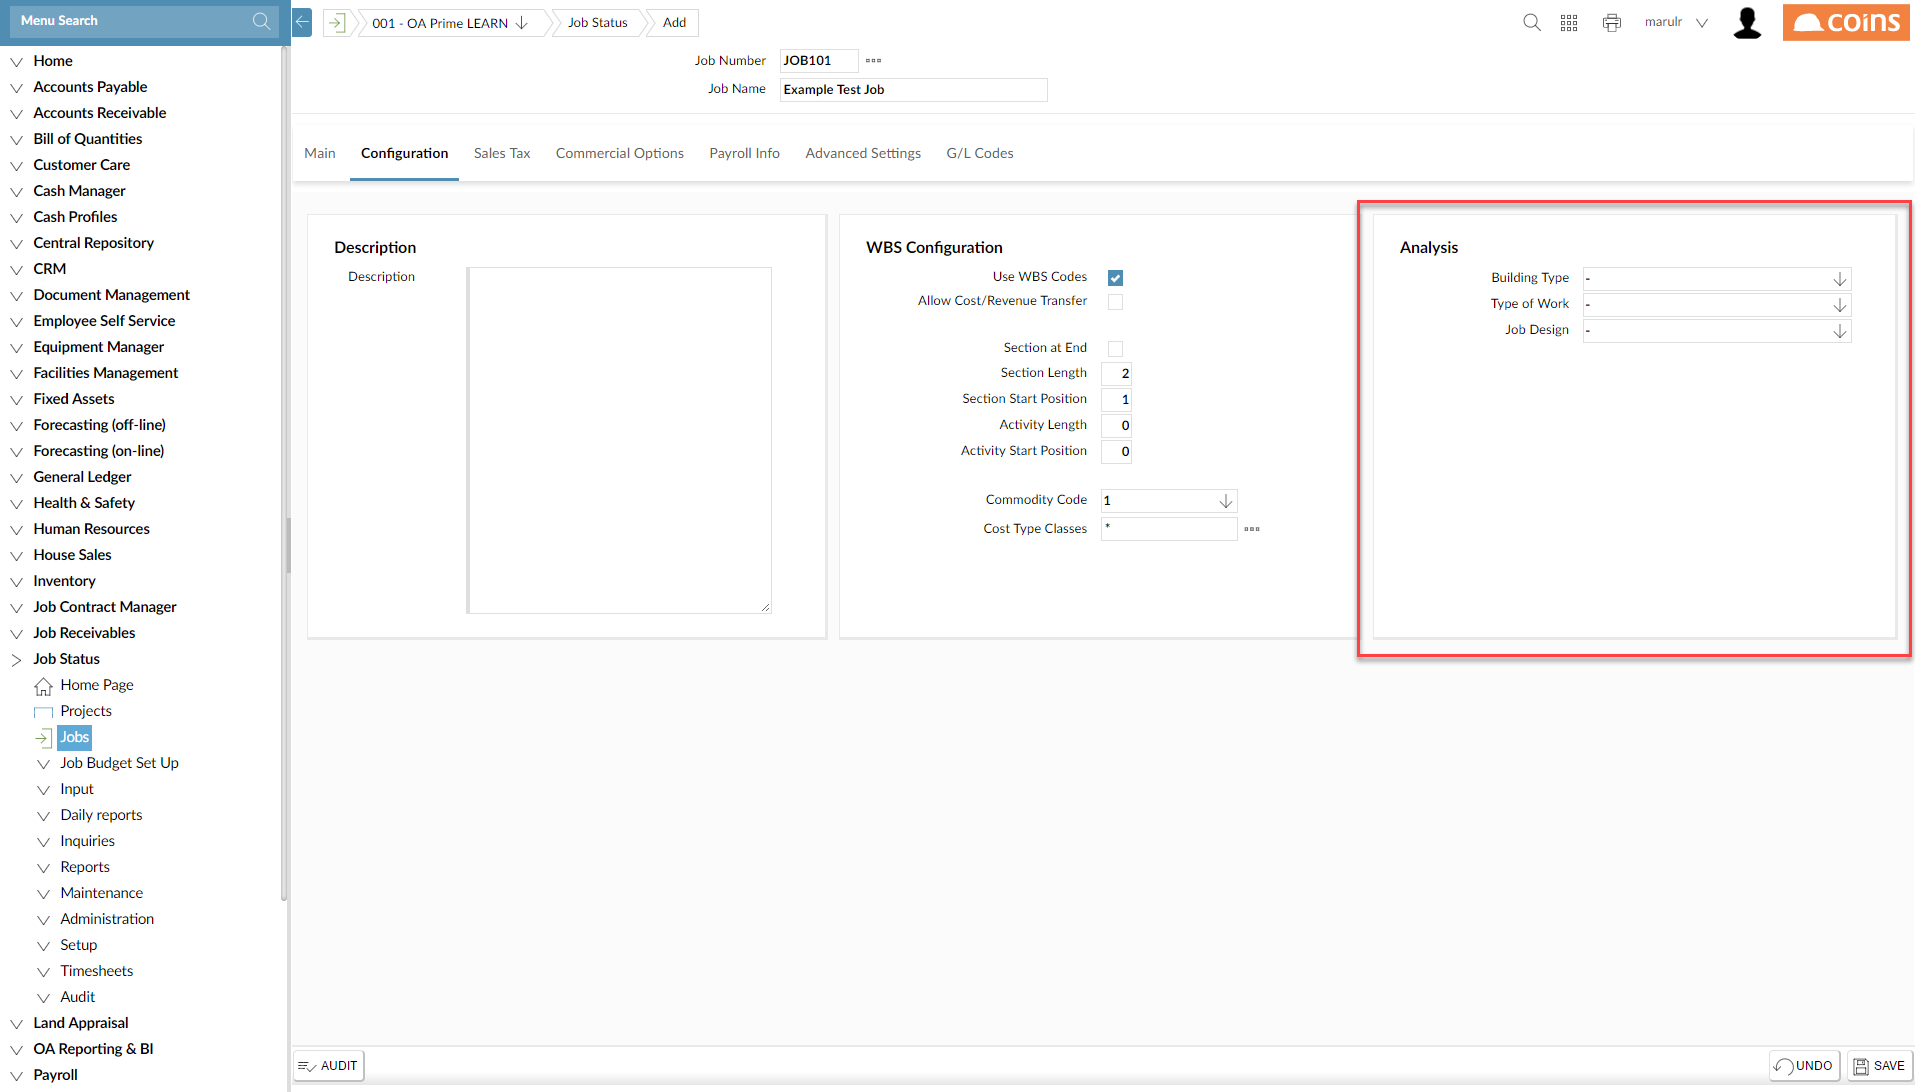 Menu Search
001 - OA Prime LEARN
Job Status
Add
marulr
coins
Job Number JOB101
Job Name Example Test Job
Main
Configuration
Sales Tax
Commercial Options
Payroll Info
Advanced Settings
G/L Codes
Home
Accounts Payable
Accounts Receivable
Bill of Quantities
Customer Care
Cash Manager
Cash Profiles
Central Repository
CRM
Document Management
Employee Self Service
Equipment Manager
Facilities Management
Fixed Assets
Forecasting (off-line)
Forecasting (on-line)
General Ledger
Health & Safety
Human Resources
House Sales
Inventory
Job Contract Manager
Job Receivables
Job Status
Home Page
Projects
Jobs
Job Budget Set Up
Input
Daily reports
Inquiries
Reports
Maintenance
Administration
Setup
Timesheets
Audit
Land Appraisal
OA Reporting & BI
Payroll
Description
Description
WBS Configuration
Use WBS Codes
Allow Cost/Revenue Transfer
Section at End
Section Length 2
Section Start Position 1
Activity Length 0
Activity Start Position 0
Commodity Code 1
Cost Type Classes *
Analysis
Building Type -
Type of Work -
Job Design -
AUDIT
UNDO
SAVE